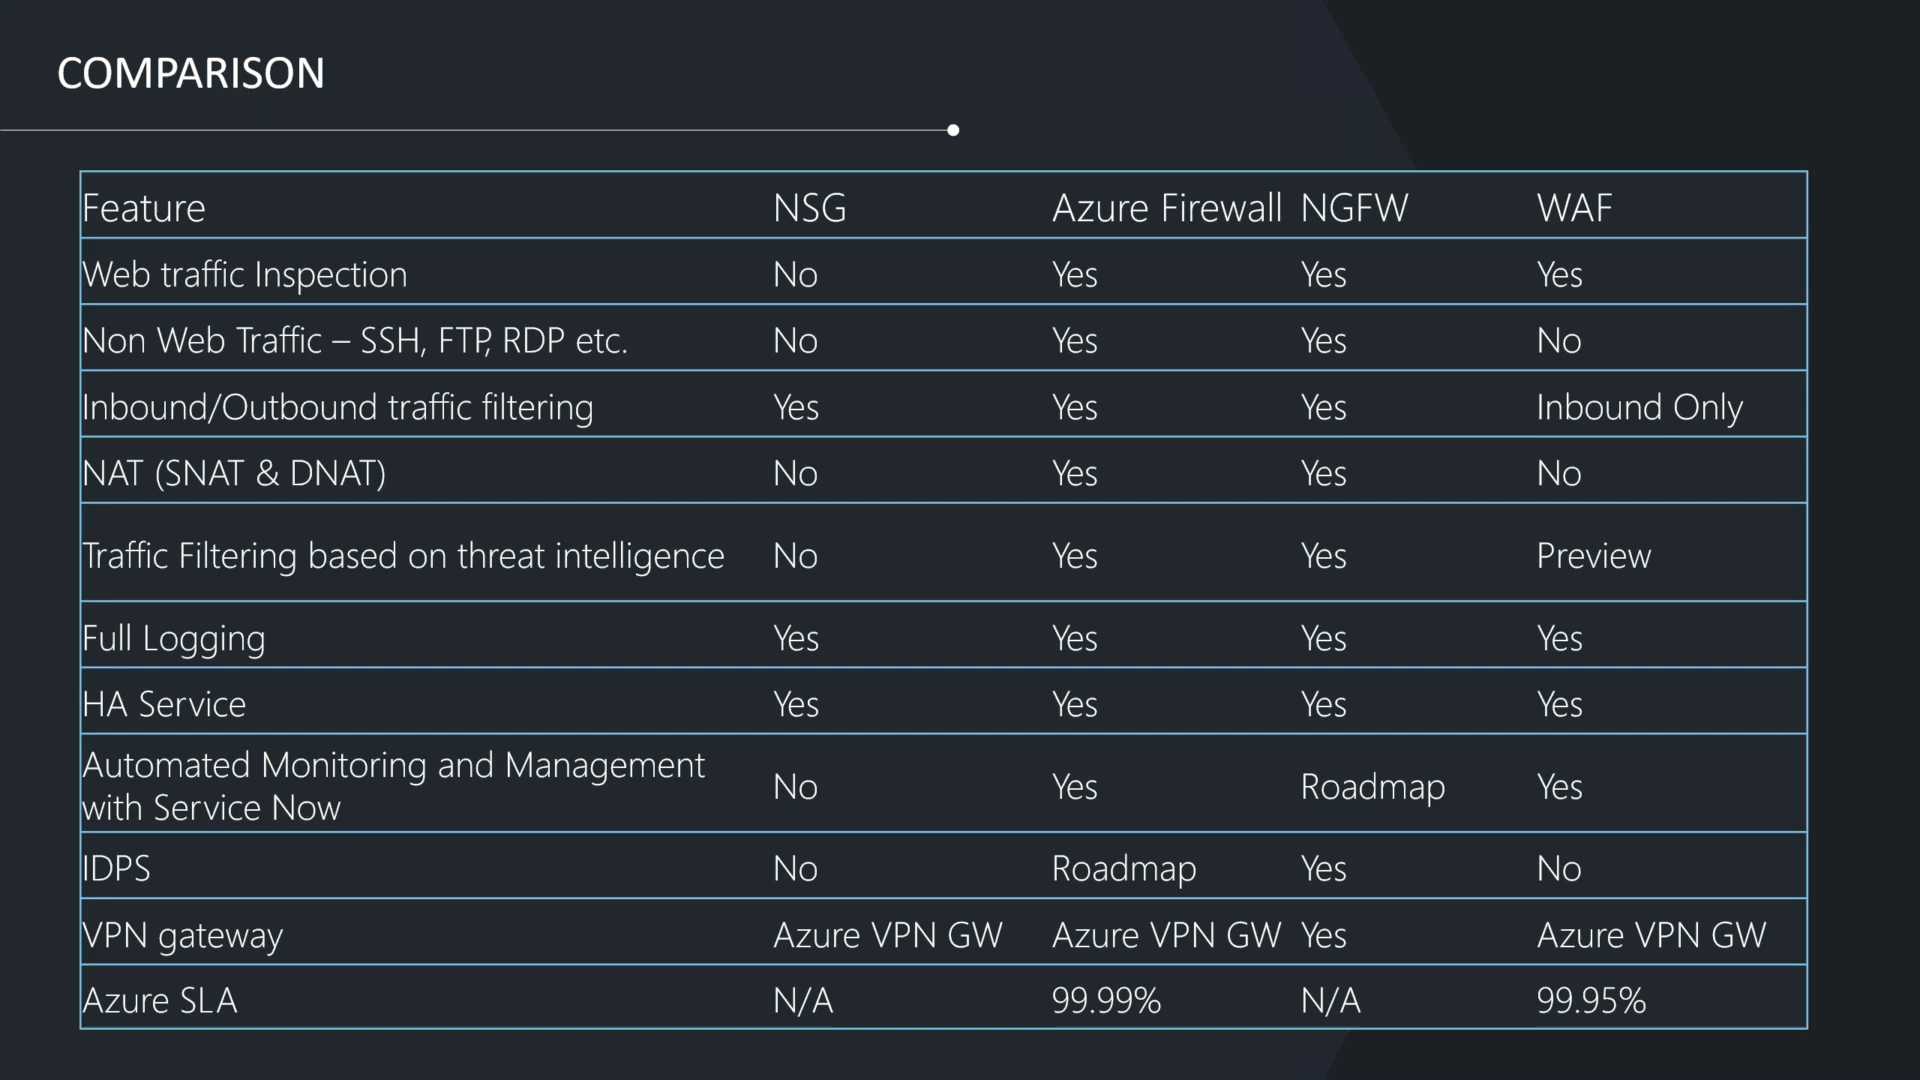 COMPARISON
Feature NSG Azure Firewall NGFW WAF
Web traffic Inspection No Yes Yes Yes
Non Web Traffic – SSH, FTP, RDP etc. No Yes Yes No
Inbound/Outbound traffic filtering Yes Yes Yes Inbound Only
NAT (SNAT & DNAT) No Yes Yes No
Traffic Filtering based on threat intelligence No Yes Yes Preview
Full Logging Yes Yes Yes Yes
HA Service Yes Yes Yes Yes
Automated Monitoring and Management
with Service Now No Yes Roadmap Yes
IDPS No Roadmap Yes No
VPN gateway Azure VPN GW Azure VPN GW Yes Azure VPN GW
Azure SLA N/A 99.99% N/A 99.95%